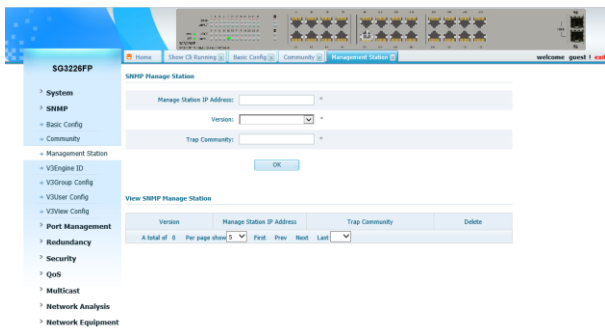 Home Show Cli Running Basic Config Community Management Station welcome guest ! exit
SG3226FP
System
SNMP
Basic Config
Community
Management Station
V3Engine ID
V3Group Config
V3User Config
V3View Config
Port Management
Redundancy
Security
QoS
Multicast
Network Analysis
Network Equipment
SNMP Manage Station
Manage Station IP Address: *
Version: *
Trap Community: *
OK
View SNMP Manage Station
Version Manage Station IP Address Trap Community Delete
A total of 0 Per page show 5 First Prev Next Last